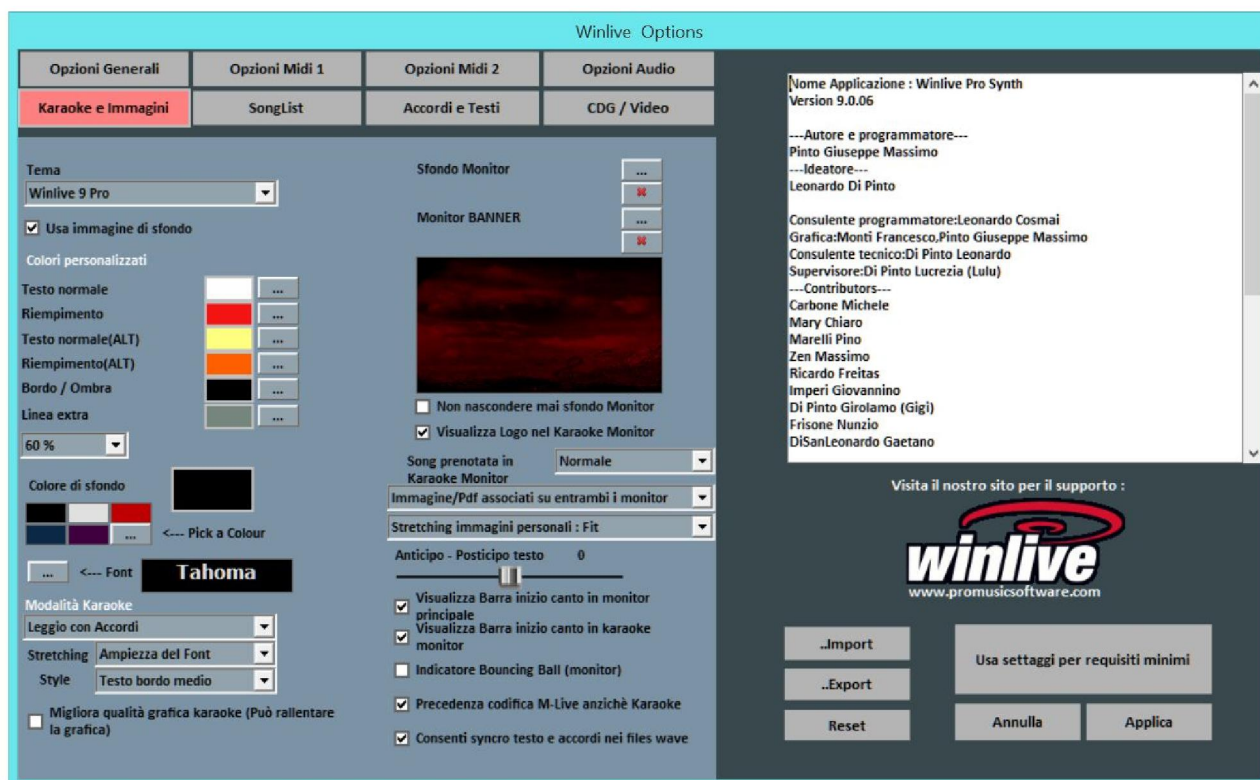 Winlive Options
Opzioni Generali
Opzioni Midi 1
Opzioni Midi 2
Opzioni Audio
Karaoke e Immagini
SongList
Accordi e Testi
CDG / Video
Tema
Winlive 9 Pro
Usa immagine di sfondo
Colori personalizzati
Testo normale
...
Riempimento
...
Testo normale(ALT)
...
Riempimento(ALT)
...
Bordo / Ombra
...
Linea extra
...
60 %
Colore di sfondo
...
<--- Pick a Colour
...
<--- Font
Tahoma
Modalità Karaoke
Leggio con Accordi
Stretching
Ampiezza del Font
Style
Testo bordo medio
Migliora qualità grafica karaoke (Può rallentare
la grafica)
Sfondo Monitor
...
Monitor BANNER
...
Non nascondere mai sfondo Monitor
Visualizza Logo nel Karaoke Monitor
Song prenotata in
Karaoke Monitor
Normale
Immagine/Pdf associati su entrambi i monitor
Stretching immagini personali : Fit
Anticipo - Posticipo testo 0
Visualizza Barra inizio canto in monitor
principale
Visualizza Barra inizio canto in karaoke
monitor
Indicatore Bouncing Ball (monitor)
Precedenza codifica M-Live anzichè Karaoke
Consenti syncro testo e accordi nei files wave
Nome Applicazione : Winlive Pro Synth
Version 9.0.06
---Autore e programmatore---
Pinto Giuseppe Massimo
---Ideatore---
Leonardo Di Pinto
Consulente programmatore:Leonardo Cosmai
Grafica:Monti Francesco,Pinto Giuseppe Massimo
Consulente tecnico:Di Pinto Leonardo
Supervisore:Di Pinto Lucrezia (Lulu)
---Contributors---
Carbone Michele
Mary Chiaro
Marelli Pino
Zen Massimo
Ricardo Freitas
Imperi Giovannino
Di Pinto Girolamo (Gigi)
Frisone Nunzio
DiSanLeonardo Gaetano
Visita il nostro sito per il supporto :
winlive
www.promusicsoftware.com
..Import
..Export
Reset
Usa settaggi per requisiti minimi
Annulla
Applica